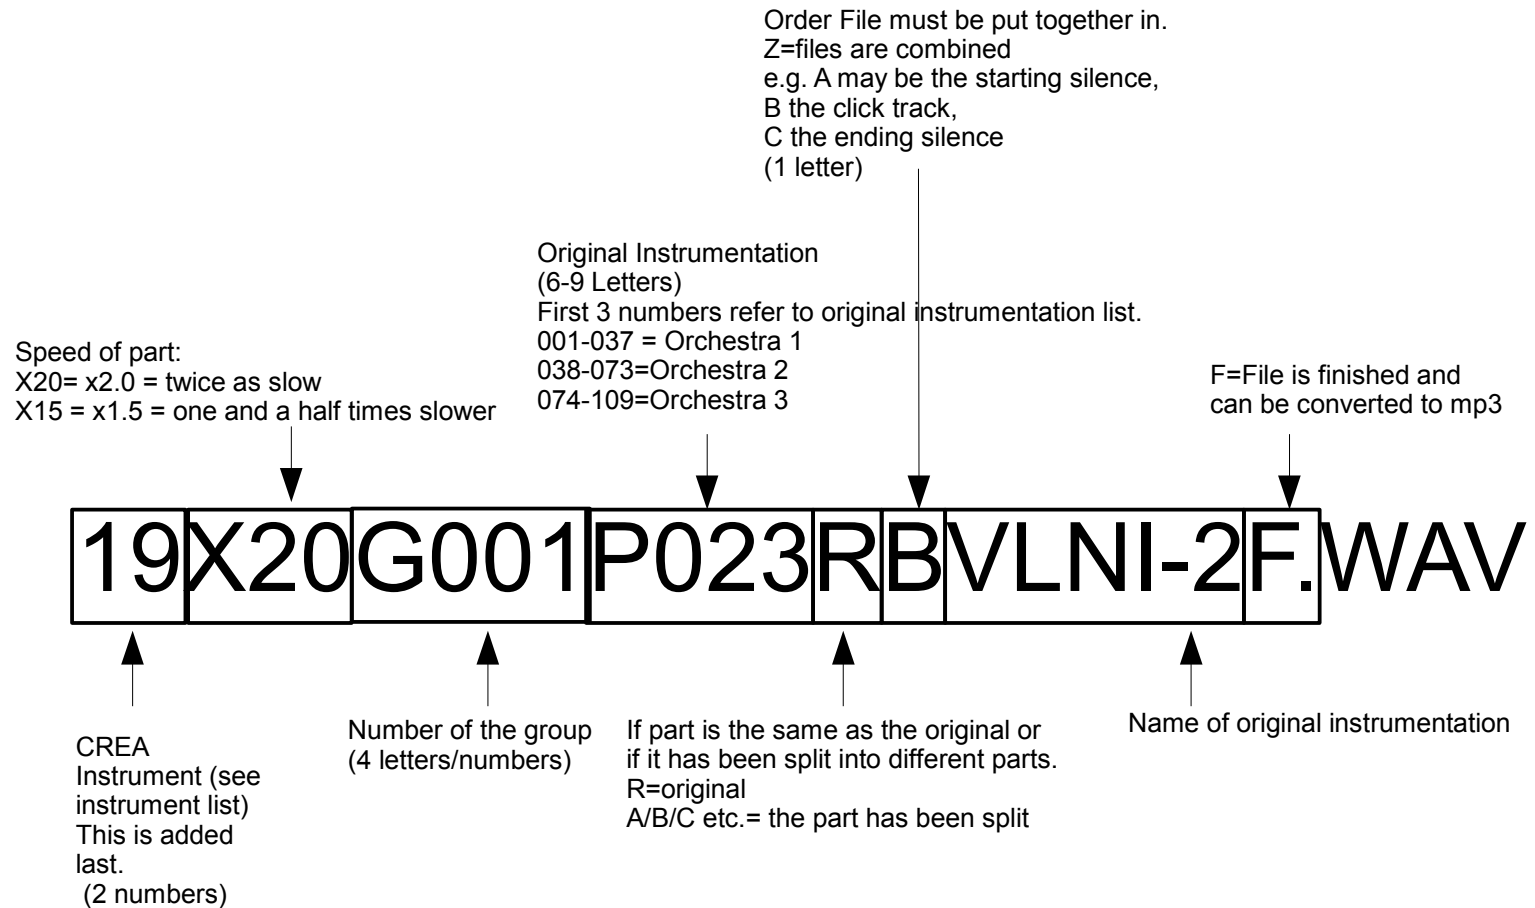 Order File must be put together in.
Z=files are combined
e.g. A may be the starting silence,
B the click track,
C the ending silence
(1 letter)
Original Instrumentation
(6-9 Letters)
First 3 numbers refer to original instrumentation list.
001-037 = Orchestra 1
038-073=Orchestra 2
074-109=Orchestra 3
Speed of part:
X20= x2.0 = twice as slow
X15 = x1.5 = one and a half times slower
F=File is finished and
can be converted to mp3
19X20G001P023RBVLNI-2F.WAV
CREA
Instrument (see
instrument list)
This is added
last.
(2 numbers)
Number of the group
(4 letters/numbers)
If part is the same as the original or
if it has been split into different parts.
R=original
A/B/C etc.= the part has been split
Name of original instrumentation